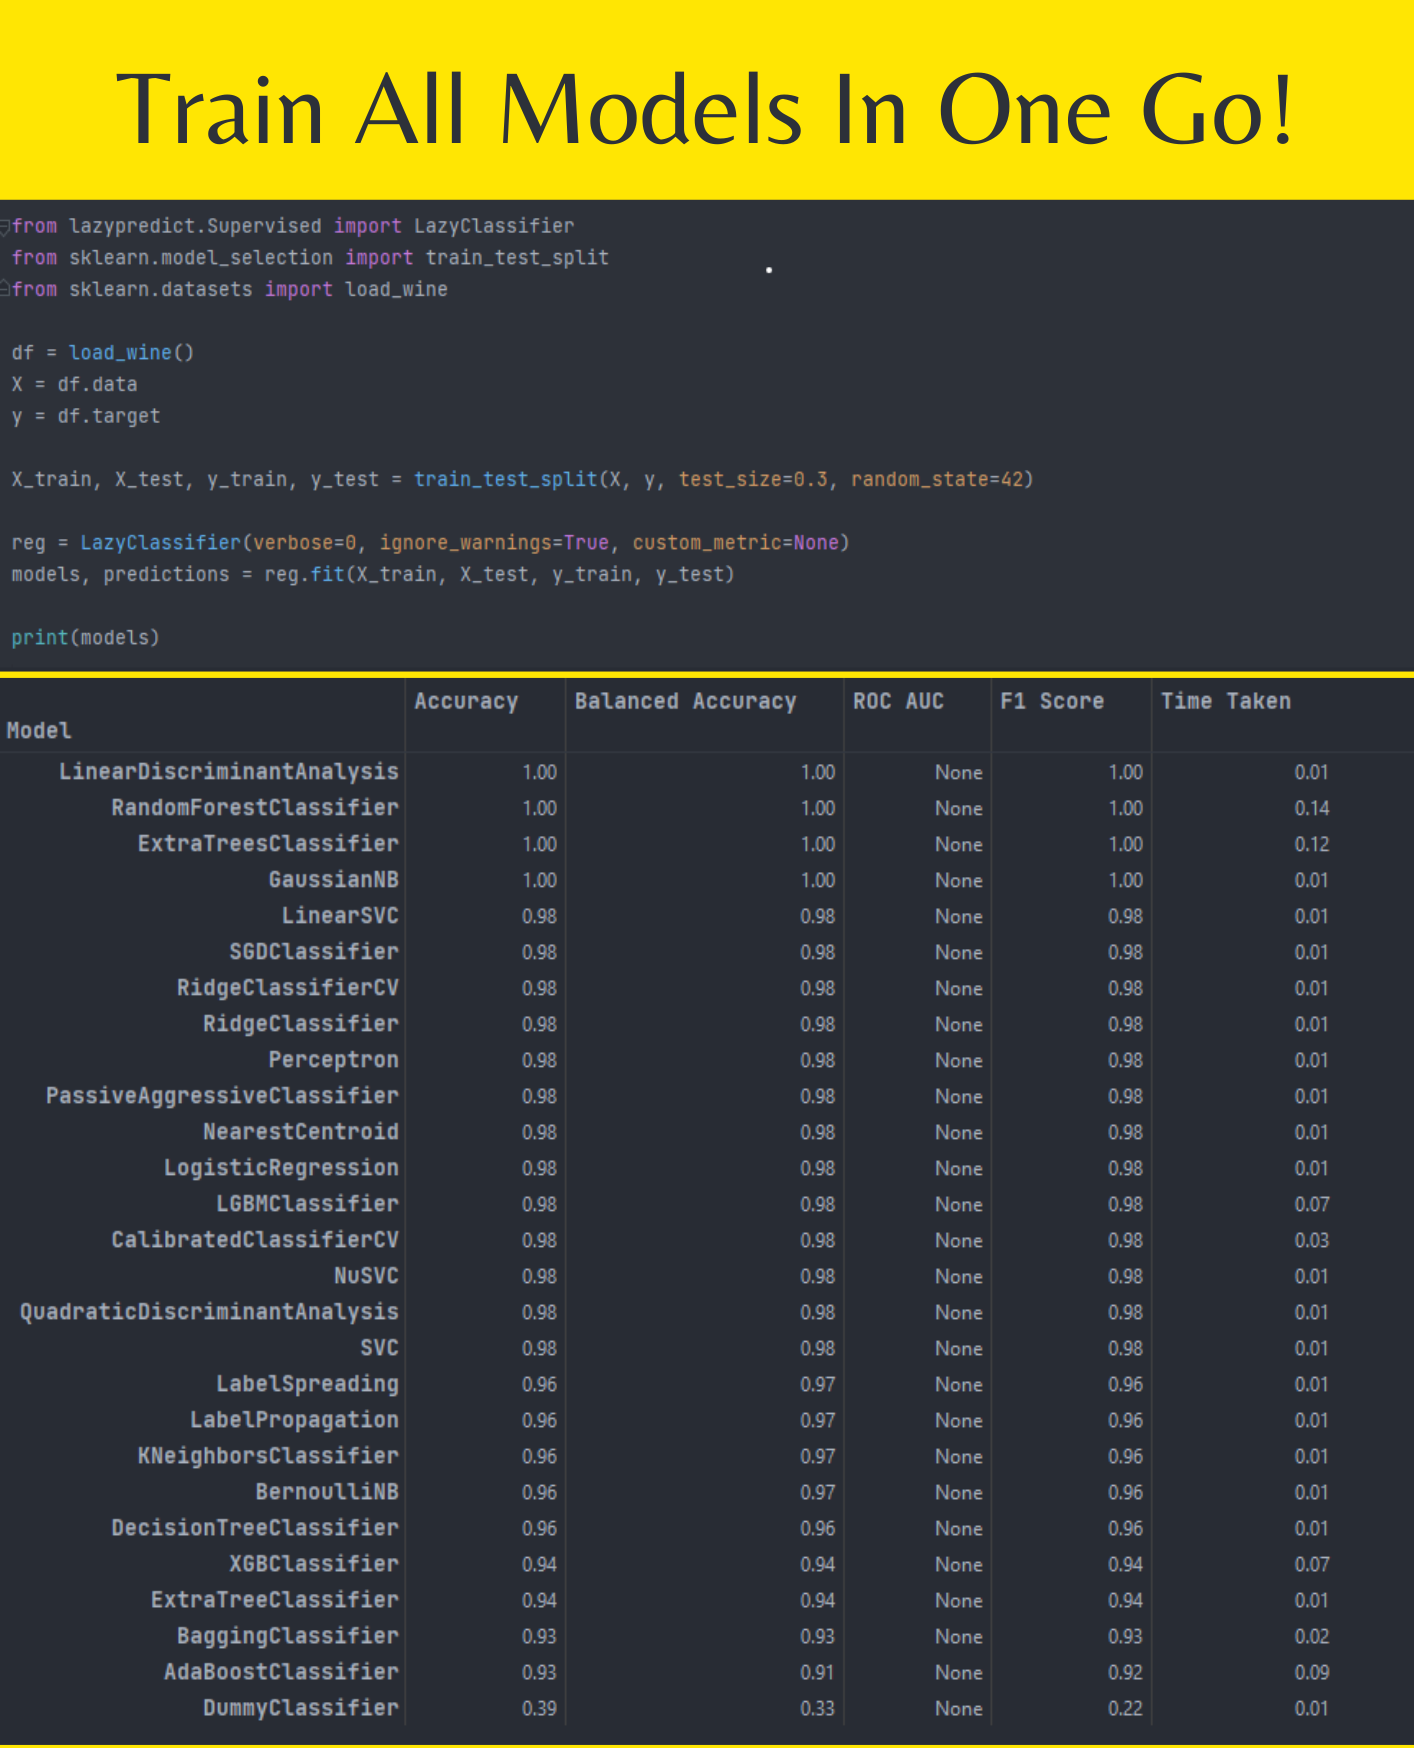 Train All Models In One Go!
from lazypredict.Supervised import LazyClassifier
from sklearn.model_selection import train_test_split
from sklearn.datasets import load_wine
df = load_wine()
X = df.data
y = df.target
X_train, X_test, y_train, y_test = train_test_split(X, y, test_size=0.3, random_state=42)
reg = LazyClassifier(verbose=0, ignore_warnings=True, custom_metric=None)
models, predictions = reg.fit(X_train, X_test, y_train, y_test)
print(models)
Accuracy Balanced Accuracy ROC AUC F1 Score Time Taken
Model
LinearDiscriminantAnalysis 1.00 1.00 None 1.00 0.01
RandomForestClassifier 1.00 1.00 None 1.00 0.14
ExtraTreesClassifier 1.00 1.00 None 1.00 0.12
GaussianNB 1.00 1.00 None 1.00 0.01
LinearSVC 0.98 0.98 None 0.98 0.01
SGDClassifier 0.98 0.98 None 0.98 0.01
RidgeClassifierCV 0.98 0.98 None 0.98 0.01
RidgeClassifier 0.98 0.98 None 0.98 0.01
Perceptron 0.98 0.98 None 0.98 0.01
PassiveAggressiveClassifier 0.98 0.98 None 0.98 0.01
NearestCentroid 0.98 0.98 None 0.98 0.01
LogisticRegression 0.98 0.98 None 0.98 0.01
LGBMClassifier 0.98 0.98 None 0.98 0.07
CalibratedClassifierCV 0.98 0.98 None 0.98 0.03
NuSVC 0.98 0.98 None 0.98 0.01
QuadraticDiscriminantAnalysis 0.98 0.98 None 0.98 0.01
SVC 0.98 0.98 None 0.98 0.01
LabelSpreading 0.96 0.97 None 0.96 0.01
LabelPropagation 0.96 0.97 None 0.96 0.01
KNeighborsClassifier 0.96 0.97 None 0.96 0.01
BernoulliNB 0.96 0.97 None 0.96 0.01
DecisionTreeClassifier 0.96 0.96 None 0.96 0.01
XGBClassifier 0.94 0.94 None 0.94 0.07
ExtraTreeClassifier 0.94 0.94 None 0.94 0.01
BaggingClassifier 0.93 0.93 None 0.93 0.02
AdaBoostClassifier 0.93 0.91 None 0.92 0.09
DummyClassifier 0.39 0.33 None 0.22 0.01